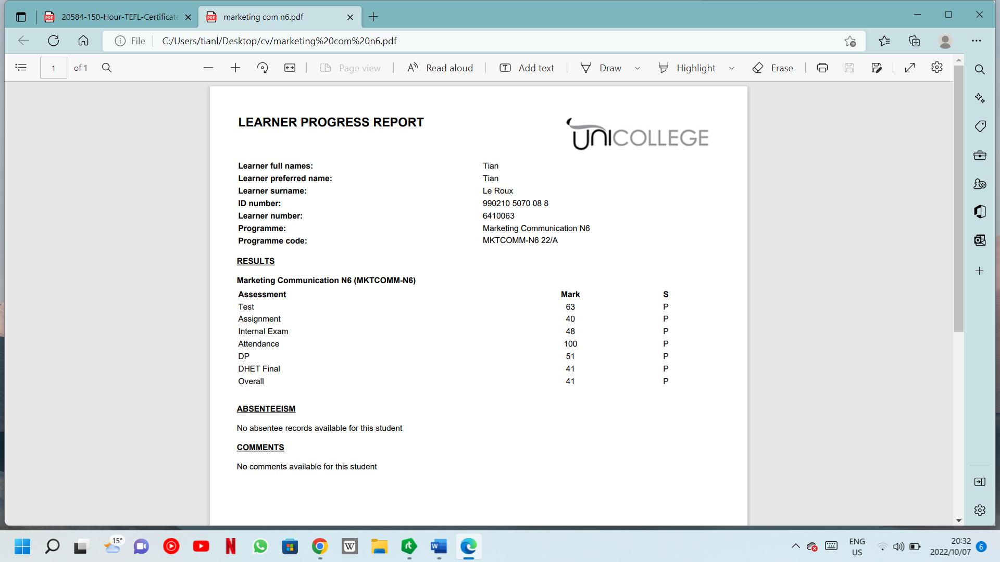 20584-150-Hour-TEFL-Certificate
marketing com n6.pdf
File
C:/Users/tianl/Desktop/cv/marketing%20com%20n6.pdf
1 of 1
Page view
Read aloud
Add text
Draw
Highlight
Erase
LEARNER PROGRESS REPORT
UNICOLLEGE
Learner full names: Tian
Learner preferred name: Tian
Learner surname: Le Roux
ID number: 990210 5070 08 8
Learner number: 6410063
Programme: Marketing Communication N6
Programme code: MKTCOMM-N6 22/A
RESULTS
Marketing Communication N6 (MKTCOMM-N6)
Assessment Mark S
Test 63 P
Assignment 40 P
Internal Exam 48 P
Attendance 100 P
DP 51 P
DHET Final 41 P
Overall 41 P
ABSENTEEISM
No absentee records available for this student
COMMENTS
No comments available for this student
15°
ENG
US
20:32
2022/10/07
6